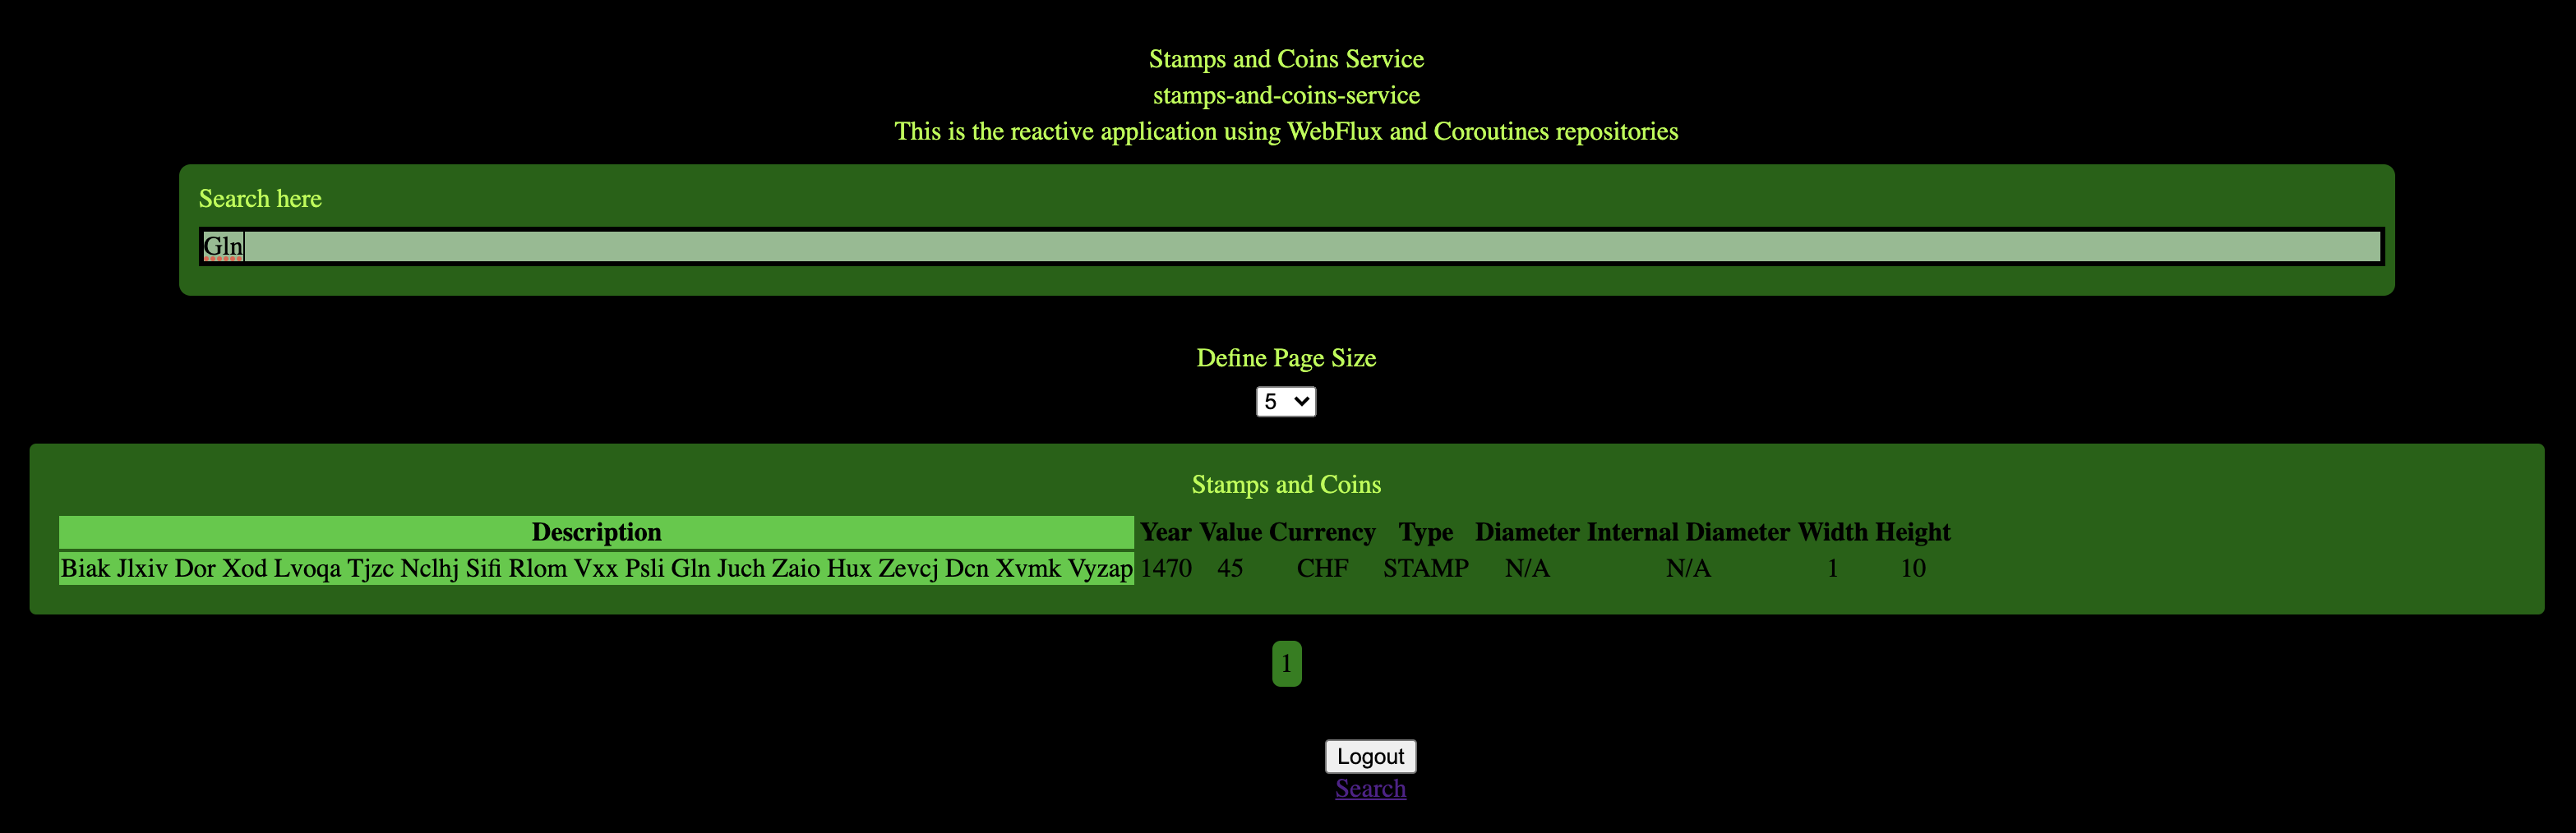 Stamps and Coins Service
stamps-and-coins-service
This is the reactive application using WebFlux and Coroutines repositories
Search here
Gln
Define Page Size
5
Stamps and Coins
Description Year Value Currency Type Diameter Internal Diameter Width Height
Biak Jlxiv Dor Xod Lvoqa Tjzc Nclhj Sifi Rlom Vxx Psli Gln Juch Zaio Hux Zevcj Dcn Xvmk Vyzap 1470 45 CHF STAMP N/A N/A 1 10
1
Logout
Search